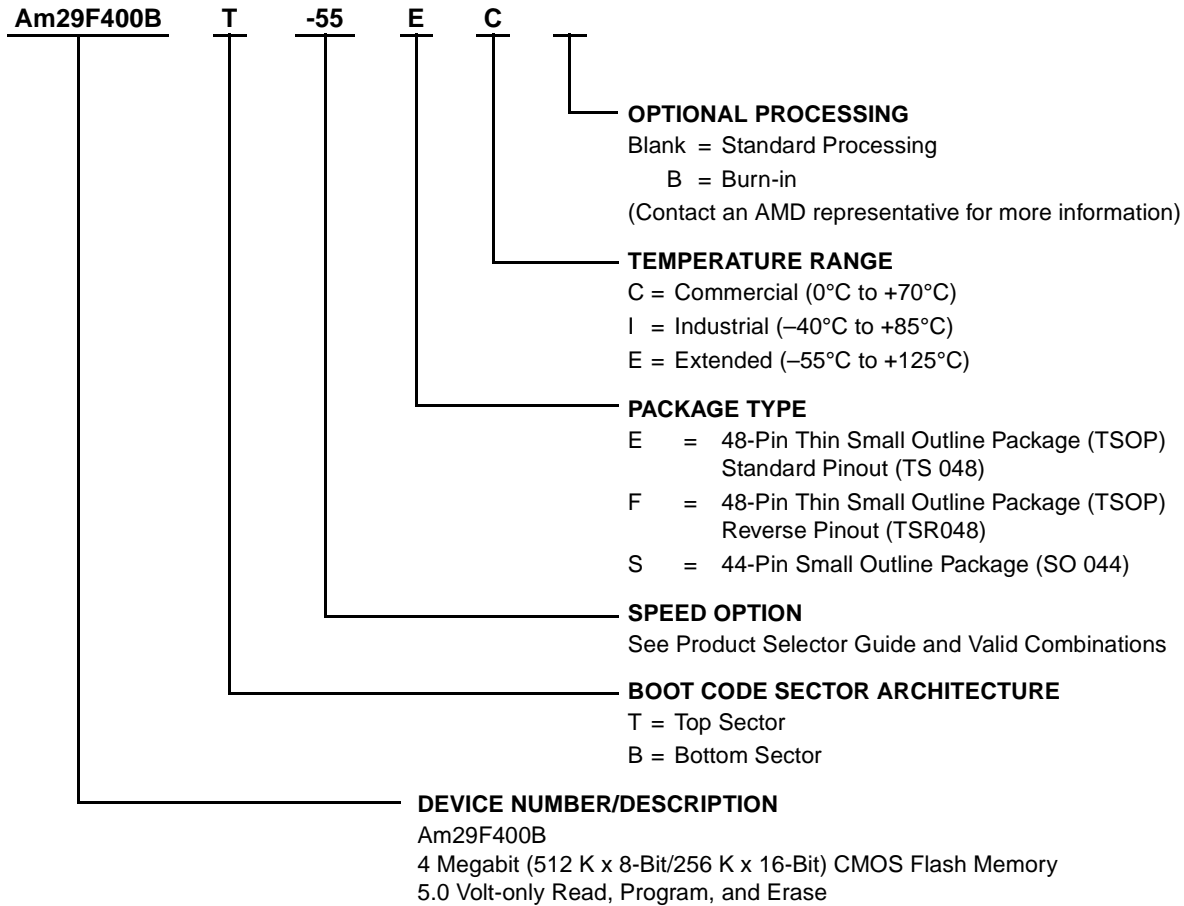 Am29F400B T -55 E C
OPTIONAL PROCESSING
Blank = Standard Processing
B = Burn-in
(Contact an AMD representative for more information)
TEMPERATURE RANGE
C = Commercial (0°C to +70°C)
I = Industrial (–40°C to +85°C)
E = Extended (–55°C to +125°C)
PACKAGE TYPE
E = 48-Pin Thin Small Outline Package (TSOP)
Standard Pinout (TS 048)
F = 48-Pin Thin Small Outline Package (TSOP)
Reverse Pinout (TSR048)
S = 44-Pin Small Outline Package (SO 044)
SPEED OPTION
See Product Selector Guide and Valid Combinations
BOOT CODE SECTOR ARCHITECTURE
T = Top Sector
B = Bottom Sector
DEVICE NUMBER/DESCRIPTION
Am29F400B
4 Megabit (512 K x 8-Bit/256 K x 16-Bit) CMOS Flash Memory
5.0 Volt-only Read, Program, and Erase